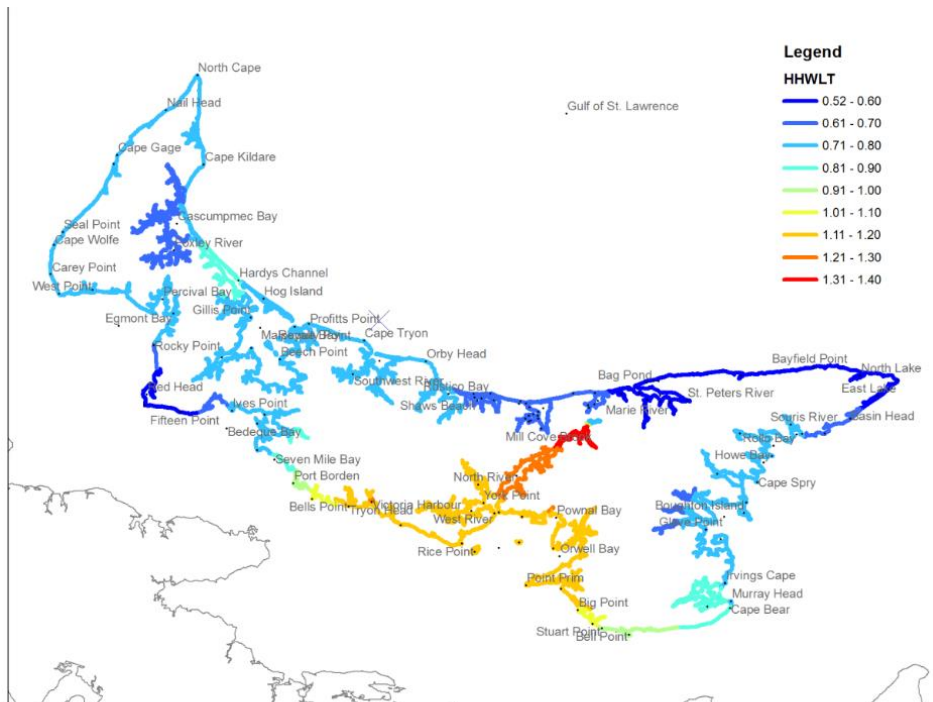 North Cape
Legend
HHWLT
Nail Head
Gulf of St. Lawrence
0.52 - 0.60
0.61 - 0.70
0.71 - 0.80
0.81 - 0.90
0.91 - 1.00
1.01 - 1.10
1.11 - 1.20
1.21 - 1.30
1.31 - 1.40
Cape Gage
Cape Kildare
Cascumpmec Bay
Seal Point
Cape Wolfe
Foxley River
Carey Point
Hardys Channel
West Point
Percival Bay
Hog Island
Gillis Point
Egmont Bay
Profitts Point
Cape Tryon
Rocky Point
Beech Point
Orby Head
Bayfield Point
North Lake
Red Head
Southwest River
Rustico Bay
Bag Pond
St. Peters River
East Lake
Ives Point
Shaws Beach
Marie River
Fifteen Point
Souris River
Basin Head
Bedeque Bay
Mill Cove
Rollo Bay
Seven Mile Bay
Howe Bay
Port Borden
North River
Cape Spry
York Point
Bells Point
Tryon Head
Victoria Harbour
West River
Pownal Bay
Boughton Island
Glove Point
Rice Point
Orwell Bay
Point Prim
Irvings Cape
Big Point
Murray Head
Cape Bear
Stuart Point
Bell Point